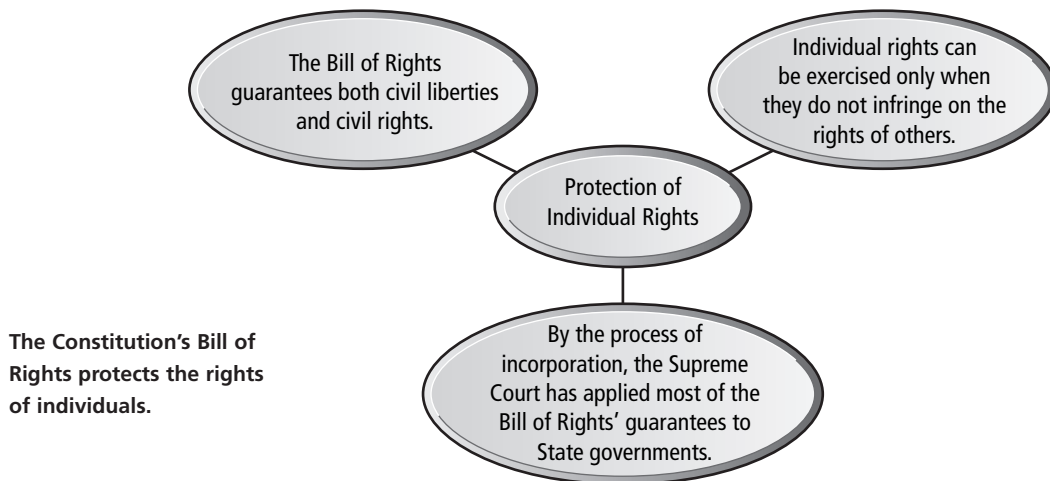 The Bill of Rights
guarantees both civil liberties
and civil rights.
Individual rights can
be exercised only when
they do not infringe on the
rights of others.
Protection of
Individual Rights
By the process of
incorporation, the Supreme
Court has applied most of the
Bill of Rights’ guarantees to
State governments.
The Constitution’s Bill of
Rights protects the rights
of individuals.